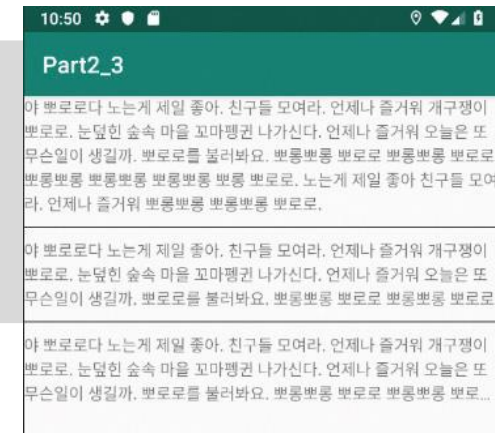 10:50
Part2_3
야 뽀로로다 노는게 세일 좋아. 친구들 모여라. 언제나 즐거워 개구쟁이
뽀로로. 눈덮힌 숲속 마을 꼬마펭귄 나가신다. 언제나 즐거워 오늘은 또
무슨일이 생길까. 뽀로로를 불러봐요. 뽀롱뽀롱 뽀로로 뽀롱뽀롱 뽀로로
뽀롱뽀롱 뽀롱뽀롱 뽀롱뽀롱 뽀롱 뽀로로. 노는게 제일 좋아 친구들 모여
라. 언제나 즐거워 뽀롱뽀롱 뽀롱뽀롱 뽀로로.
야 뽀로로다 노는게 제일 좋아. 친구들 모여라. 언제나 즐거워 개구쟁이
뽀로로. 눈덮힌 숲속 마을 꼬마펭귄 나가신다. 언제나 즐거워 오늘은 또
무슨일이 생길까. 뽀로로를 불러봐요. 뽀롱뽀롱 뽀로로 뽀롱뽀롱 뽀로로
야 뽀로로다 노는게 제일 좋아. 친구들 모여라. 언제나 즐거워 개구쟁이
뽀로로. 눈덮힌 숲속 마을 꼬마펭귄 나가신다. 언제나 즐거워 오늘은 또
무슨일이 생길까. 뽀로로를 불러봐요. 뽀롱뽀롱 뽀로로 뽀롱뽀롱 뽀로...